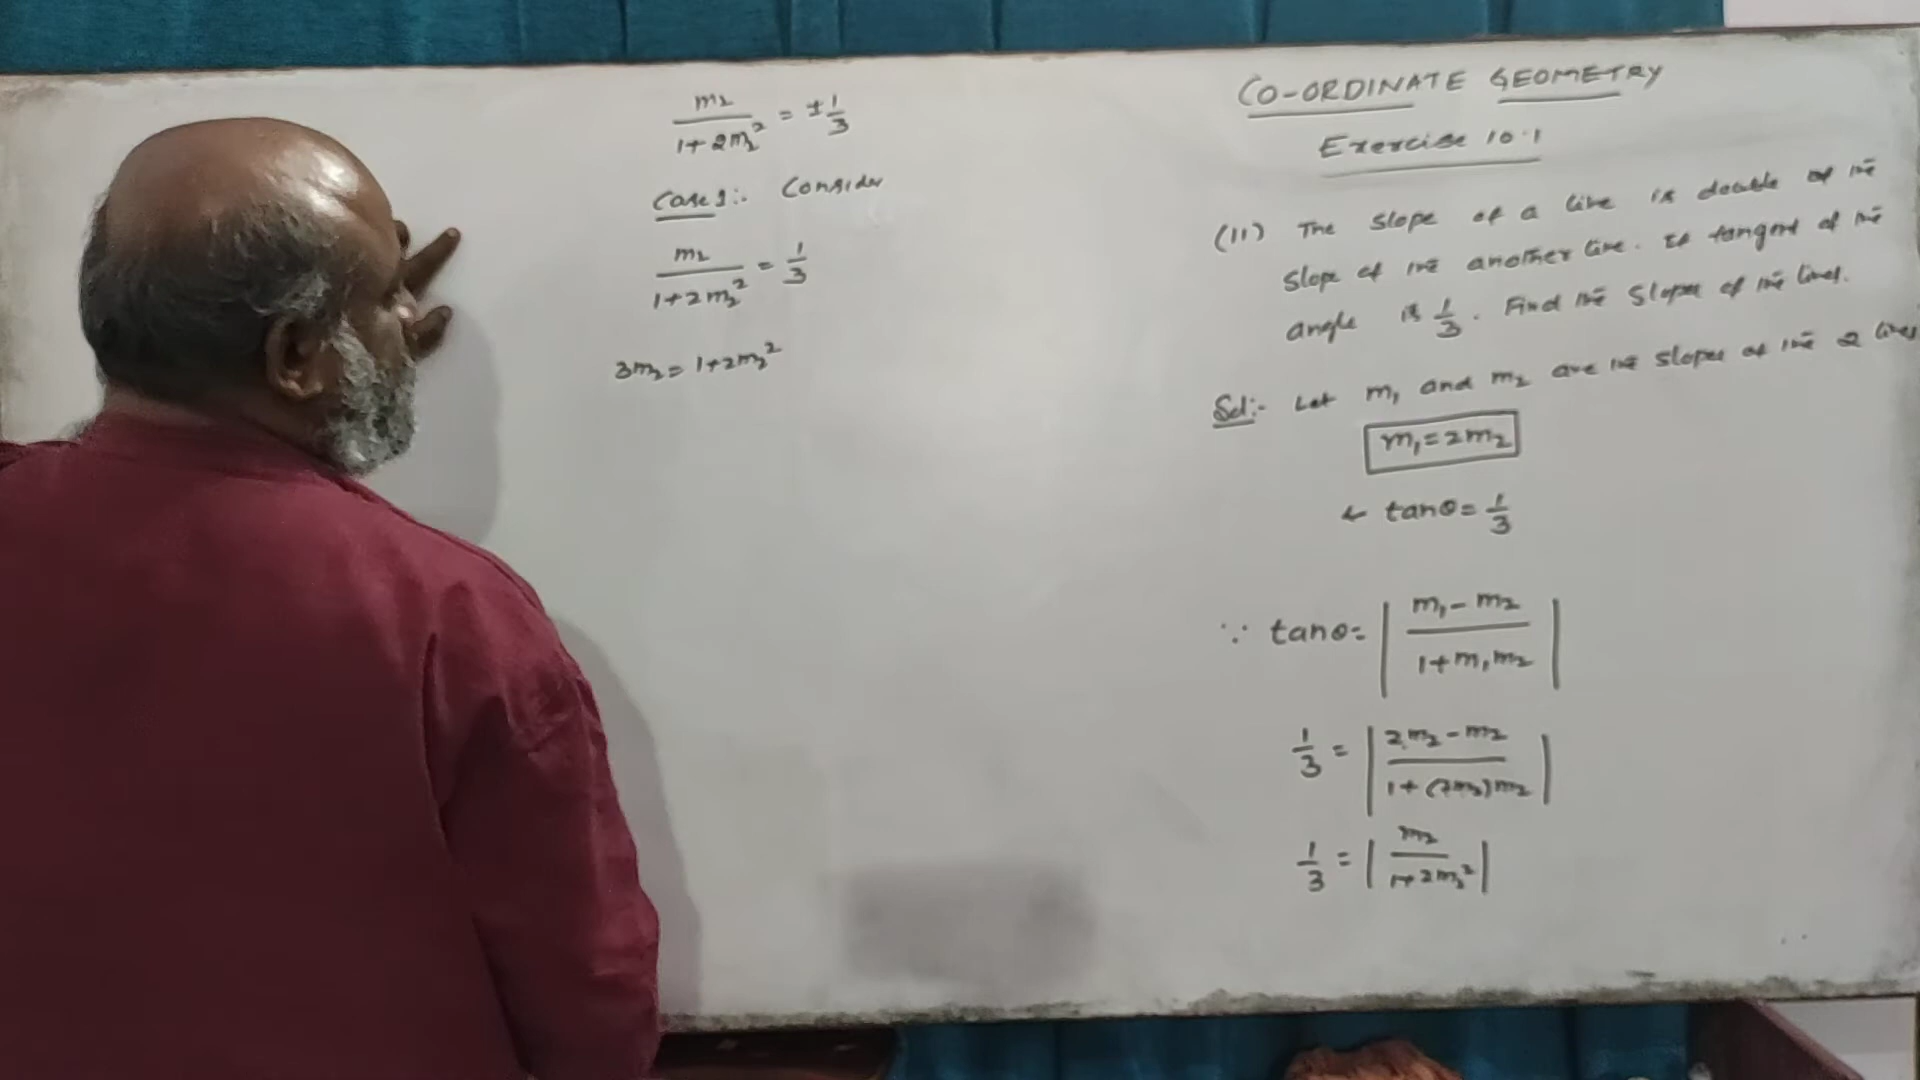 CO-ORDINATE GEOMETRY
Exercise 10.1
(11) The slope of a line is double of the
slope of the another line. If tangent of the
angle is 1/3. Find the slopes of the lines.
Sol:- Let m₁ and m₂ are the slopes of the 2 lines
m₁ = 2m₂
& tanθ = 1/3
∵ tanθ = | (m₁ - m₂) / (1 + m₁m₂) |
1/3 = | (2m₂ - m₂) / (1 + (2m₂)m₂) |
1/3 = | m₂ / (1 + 2m₂²) |
m₂ / (1 + 2m₂²) = ± 1/3
Case 1:- Consider
m₂ / (1 + 2m₂²) = 1/3
3m₂ = 1 + 2m₂²